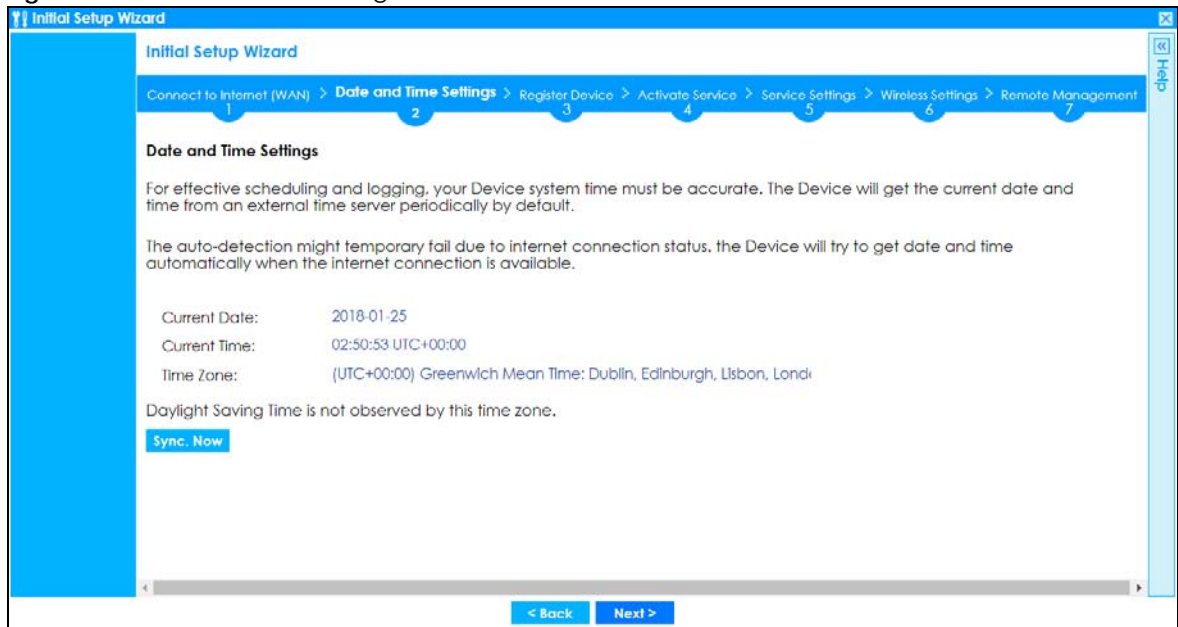 Initial Setup Wizard
Help
Initial Setup Wizard
Connect to Internet (WAN) > Date and Time Settings > Register Device > Activate Service > Service Settings > Wireless Settings > Remote Management
1 2 3 4 5 6 7
Date and Time Settings
For effective scheduling and logging, your Device system time must be accurate. The Device will get the current date and
time from an external time server periodically by default.
The auto-detection might temporary fail due to internet connection status. the Device will try to get date and time
automatically when the internet connection is available.
Current Date: 2018-01-25
Current Time: 02:50:53 UTC+00:00
Time Zone: (UTC+00:00) Greenwich Mean Time: Dublin, Edinburgh, Lisbon,
Daylight Saving Time is not observed by this time zone.
Sync. Now
< Back Next >